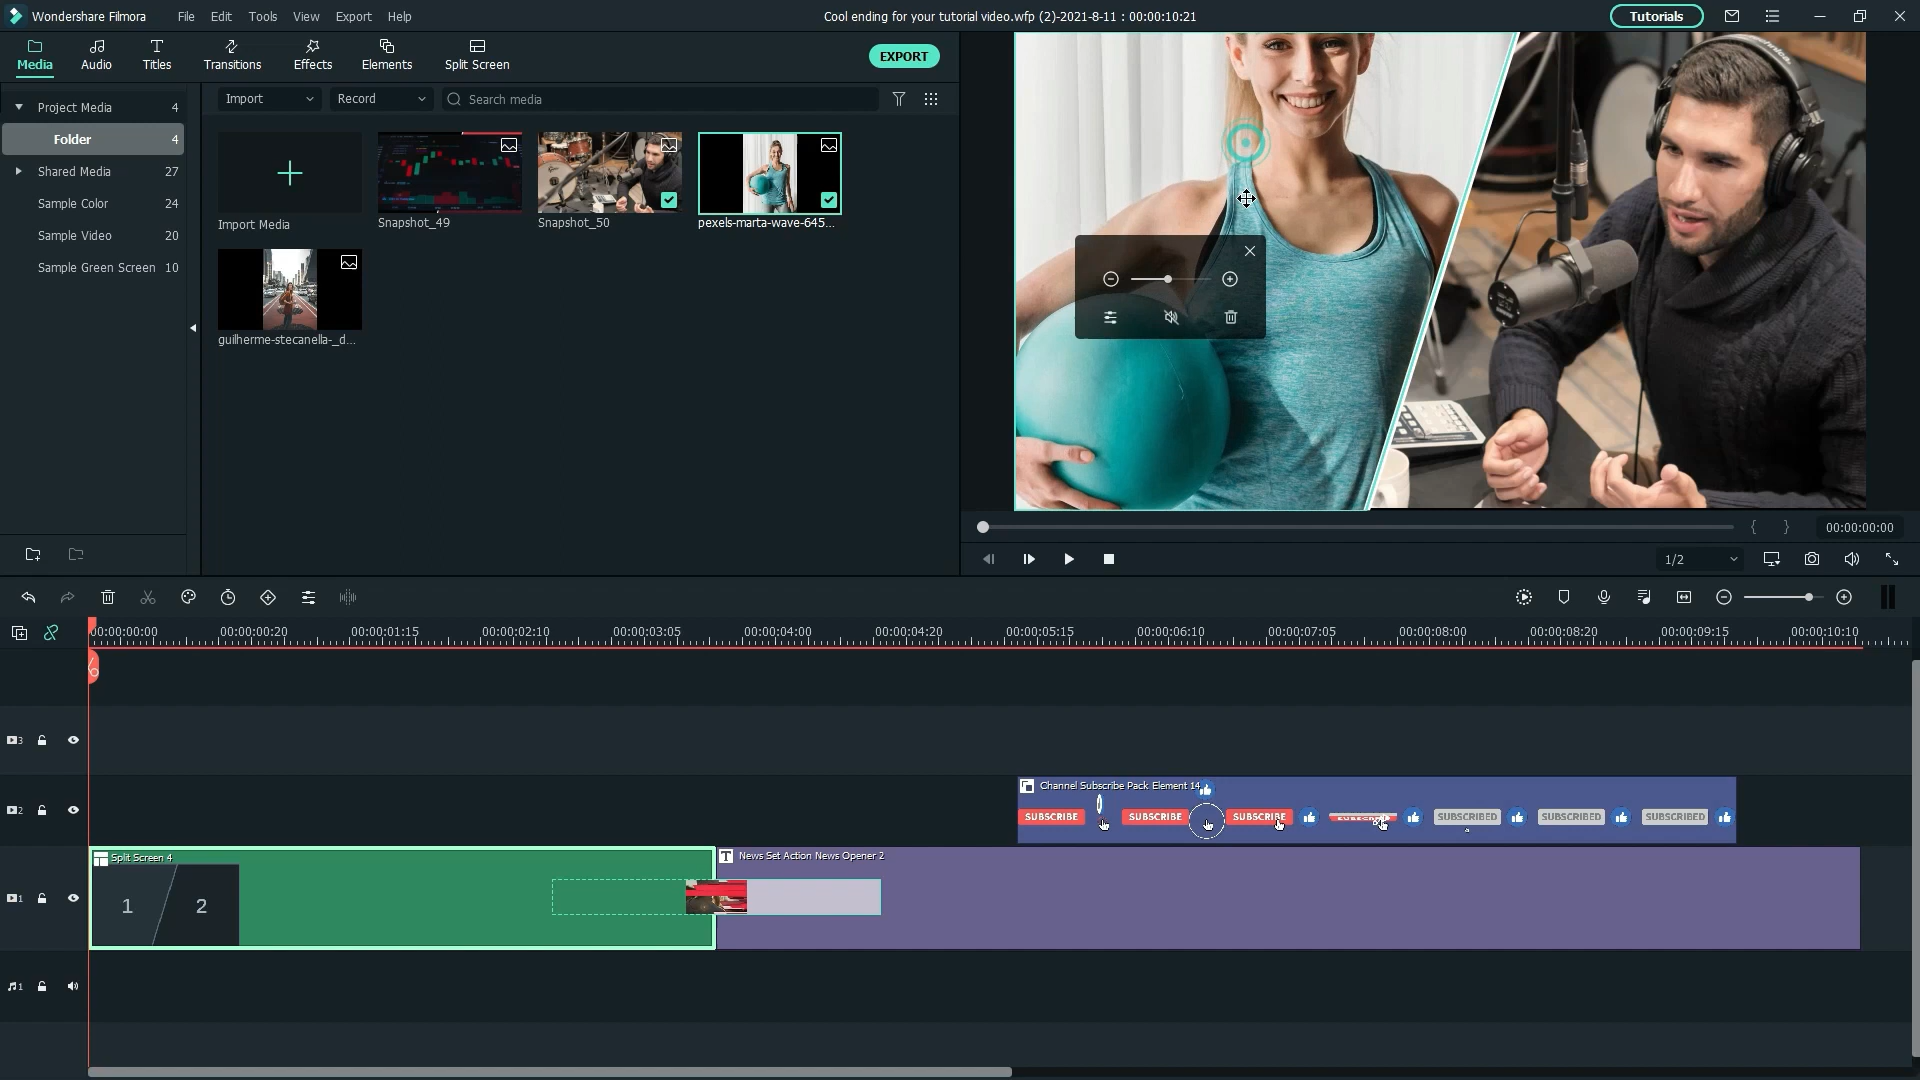 Wondershare Filmora
File Edit Tools View Export Help
Cool ending for your tutorial video.wfp (2)-2021-8-11 : 00:00:10:21
Tutorials
Media Audio Titles Transitions Effects Elements Split Screen
EXPORT
Project Media 4
Folder 4
Shared Media 27
Sample Color 24
Sample Video 20
Sample Green Screen 10
Import Record Search media
Import Media
Snapshot_49
Snapshot_50
pexels-marta-wave-645...
guilherme-stecanella-_d...
00:00:00:00
1/2
00:00:00:00 00:00:00:20 00:00:01:15 00:00:02:10 00:00:03:05 00:00:04:00 00:00:04:20 00:00:05:15 00:00:06:10 00:00:07:05 00:00:08:00 00:00:08:20 00:00:09:15 00:00:10:10
3
2
Channel Subscribe Pack Element 14
SUBSCRIBE SUBSCRIBE SUBSCRIBE SUBSCRIBED SUBSCRIBED SUBSCRIBED
1
Split Screen 4
1 2
News Set Action News Opener 2
1